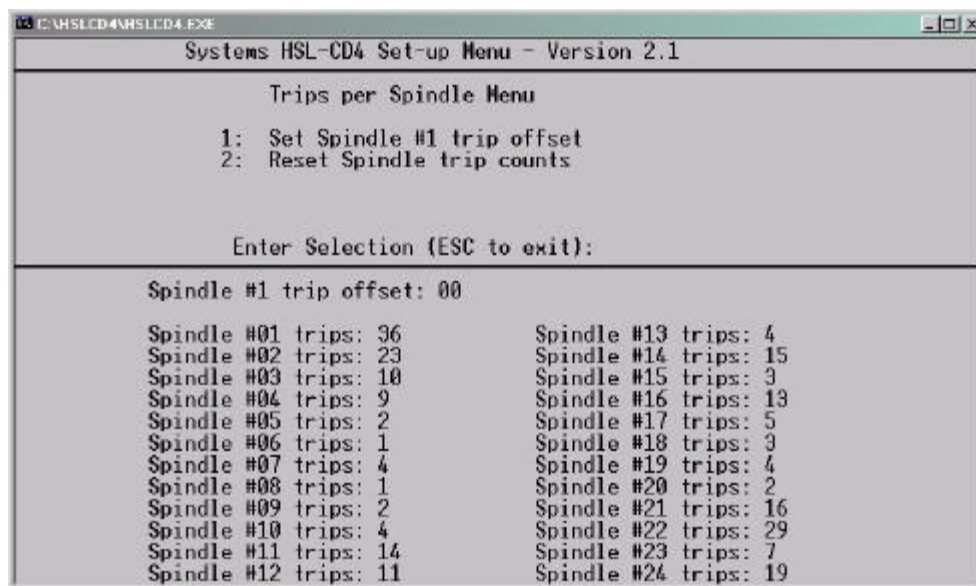 C:\HSLCD4\HSLCD4.EXE
Systems HSL-CD4 Set-up Menu - Version 2.1
Trips per Spindle Menu
1: Set Spindle #1 trip offset
2: Reset Spindle trip counts
Enter Selection (ESC to exit):
Spindle #1 trip offset: 00
Spindle #01 trips: 36
Spindle #02 trips: 23
Spindle #03 trips: 10
Spindle #04 trips: 9
Spindle #05 trips: 2
Spindle #06 trips: 1
Spindle #07 trips: 4
Spindle #08 trips: 1
Spindle #09 trips: 2
Spindle #10 trips: 4
Spindle #11 trips: 14
Spindle #12 trips: 11
Spindle #13 trips: 4
Spindle #14 trips: 15
Spindle #15 trips: 3
Spindle #16 trips: 13
Spindle #17 trips: 5
Spindle #18 trips: 3
Spindle #19 trips: 4
Spindle #20 trips: 2
Spindle #21 trips: 16
Spindle #22 trips: 29
Spindle #23 trips: 7
Spindle #24 trips: 19